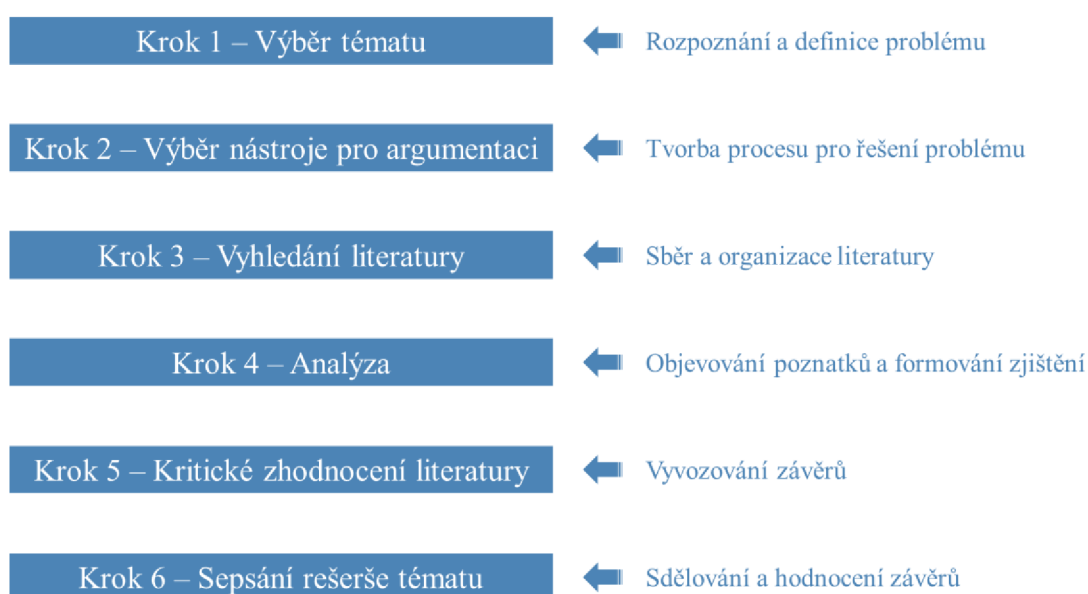 Krok 1 – Výběr tématu
Rozpoznání a definice problému
Krok 2 – Výběr nástroje pro argumentaci
Tvorba procesu pro řešení problému
Krok 3 – Vyhledání literatury
Sběr a organizace literatury
Krok 4 – Analýza
Objevování poznatků a formování zjištění
Krok 5 – Kritické zhodnocení literatury
Vyvozování závěrů
Krok 6 – Sepsání rešerše tématu
Sdělování a hodnocení závěrů